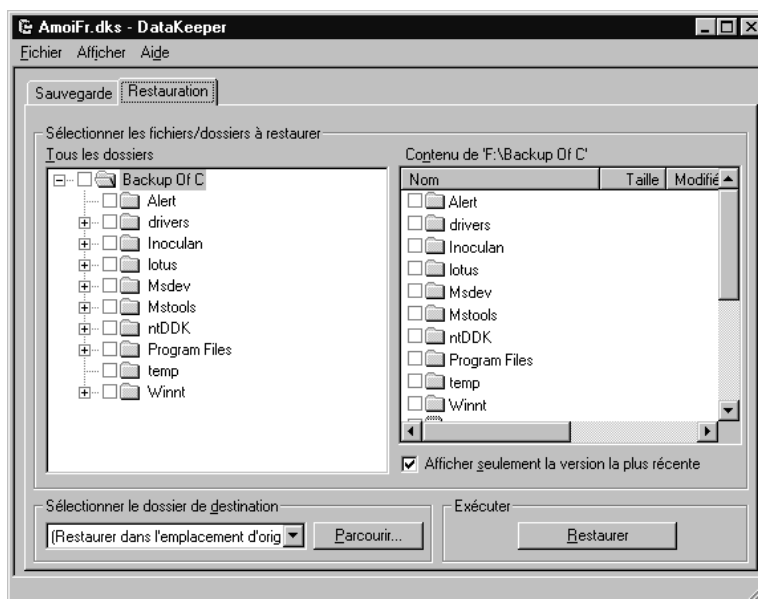 AmoiFr.dks - DataKeeper
Fichier Afficher Aide
Sauvegarde Restauration
Sélectionner les fichiers/dossiers à restaurer
Tous les dossiers
Backup Of C
Alert
drivers
Inoculan
lotus
Msdev
Mstools
ntDDK
Program Files
temp
Winnt
Contenu de 'F:\Backup Of C'
Nom Taille Modifié
Alert
drivers
Inoculan
lotus
Msdev
Mstools
ntDDK
Program Files
temp
Winnt
Afficher seulement la version la plus récente
Sélectionner le dossier de destination
(Restaurer dans l'emplacement d'orig
Parcourir...
Exécuter
Restaurer